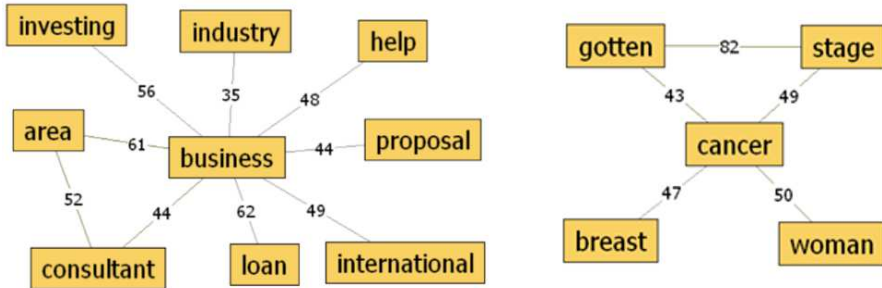 investing
industry
help
56
35
48
area
61
business
44
proposal
52
44
62
49
consultant
loan
international
gotten
82
stage
43
49
cancer
47
50
breast
woman